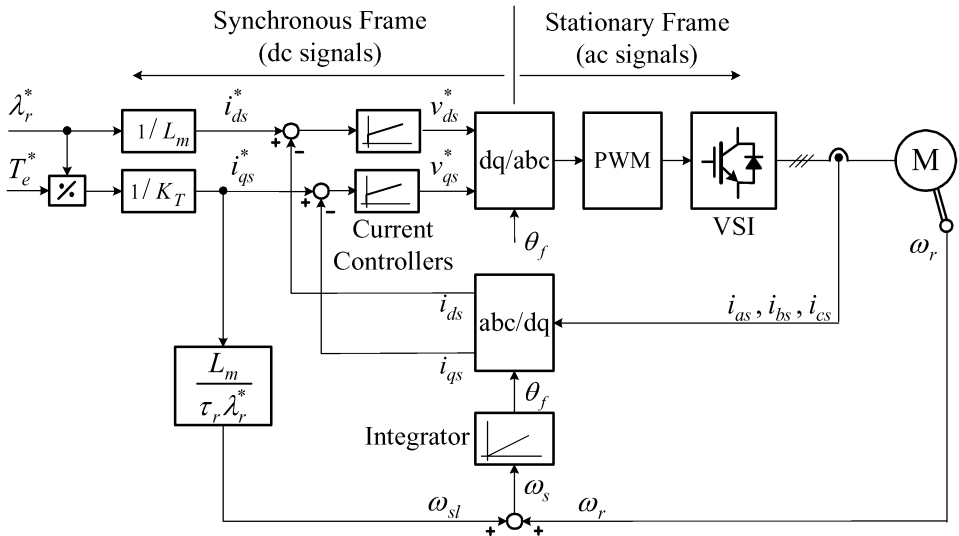 Synchronous Frame
(dc signals)
Stationary Frame
(ac signals)
λ_r^*
1/L_m
i_ds^*
+
−
v_ds^*
T_e^*
%
1/K_T
i_qs^*
+
−
v_qs^*
dq/abc
PWM
VSI
M
Current
Controllers
θ_f
ω_r
i_ds
abc/dq
i_as, i_bs, i_cs
i_qs
L_m
τ_r λ_r^*
θ_f
Integrator
ω_s
ω_sl
ω_r
+
+